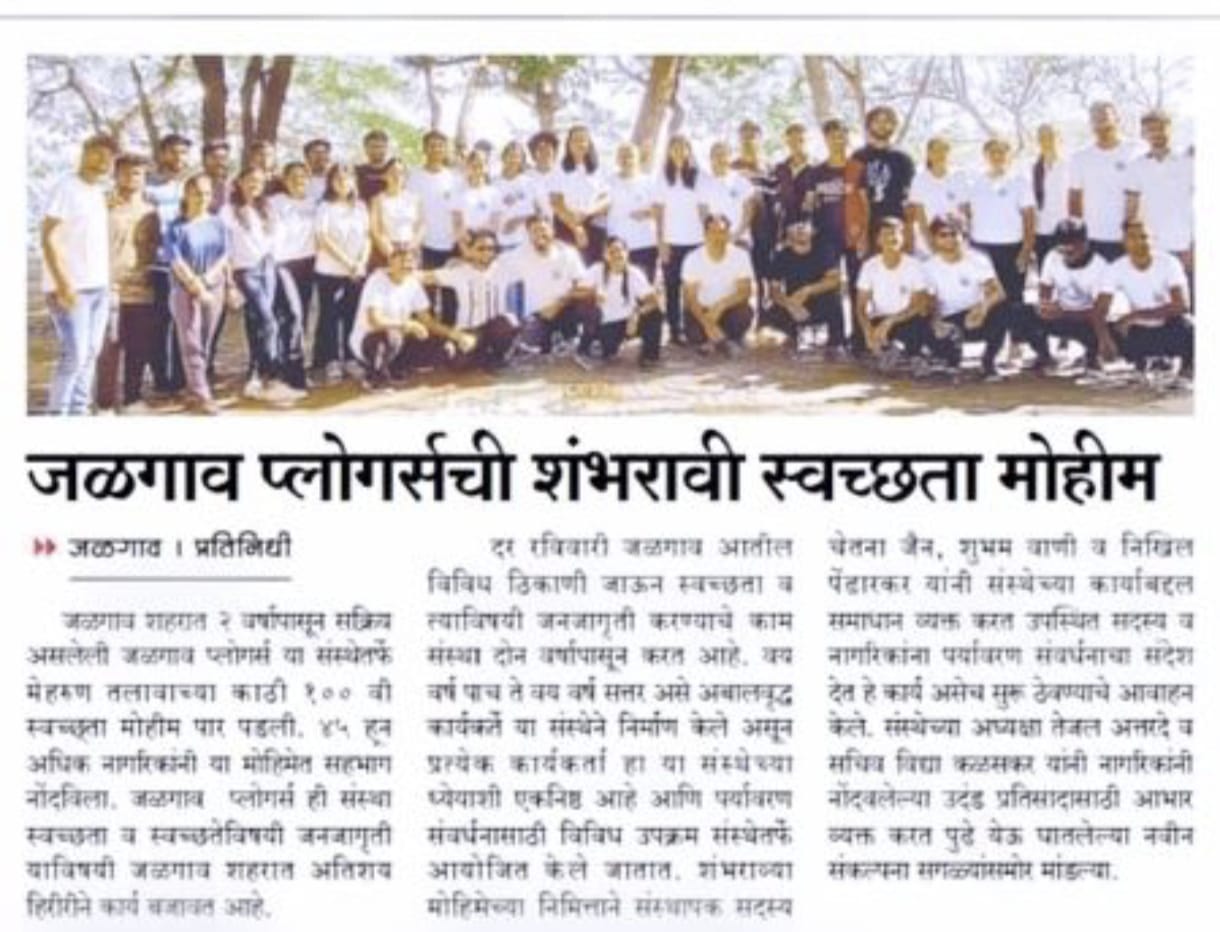 जळगाव प्लोगर्सची शंभरावी स्वच्छता मोहीम
जळगाव । प्रतिनिधी
जळगाव शहरात २ वर्षापासून सक्रिय
असलेली जळगाव प्लोगर्स या संस्थेतर्फे
मेहरुण तलावाच्या काठी १०० वी
स्वच्छता मोहीम पार पडली. ४५ हून
अधिक नागरिकांनी या मोहिमेत सहभाग
नोंदविला. जळगाव प्लोगर्स ही संस्था
स्वच्छता व स्वच्छतेविषयी जनजागृती
याविषयी जळगाव शहरात अतिशय
हिरीरीने कार्य बजावत आहे.
दर रविवारी जळगाव आतील
विविध ठिकाणी जाऊन स्वच्छता व
त्याविषयी जनजागृती करण्याचे काम
संस्था दोन वर्षापासून करत आहे. वय
वर्ष पाच ते वय वर्ष सत्तर असे अबालवृद्ध
कार्यकर्ते या संस्थेने निर्माण केले असून
प्रत्येक कार्यकर्ता हा या संस्थेच्या
ध्येयाशी एकनिष्ठ आहे आणि पर्यावरण
संवर्धनासाठी विविध उपक्रम संस्थेतर्फे
आयोजित केले जातात. शंभराव्या
मोहिमेच्या निमित्ताने संस्थापक सदस्य
चेतना जैन, शुभम वाणी व निखिल
पेंढारकर यांनी संस्थेच्या कार्याबद्दल
समाधान व्यक्त करत उपस्थित सदस्य व
नागरिकांना पर्यावरण संवर्धनाचा संदेश
देत हे कार्य असेच सुरू ठेवण्याचे आवाहन
केले. संस्थेच्या अध्यक्षा तेजल अत्तरदे व
सचिव विद्या कळसकर यांनी नागरिकांनी
नोंदवलेल्या उदंड प्रतिसादासाठी आभार
व्यक्त करत पुढे येऊ घातलेल्या नवीन
संकल्पना सगळ्यांसमोर मांडल्या.